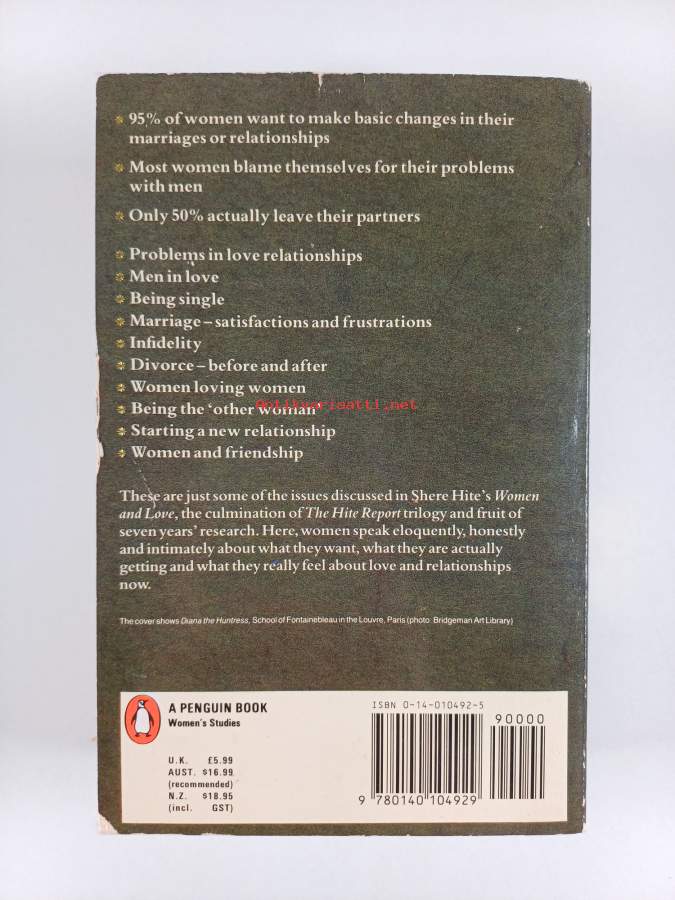 95% of women want to make basic changes in their
marriages or relationships
Most women blame themselves for their problems
with men
Only 50% actually leave their partners
Problems in love relationships
Men in love
Being single
Marriage – satisfactions and frustrations
Infidelity
Divorce – before and after
Women loving women
Antikvariaatti.net
Being the ‘other woman’
Starting a new relationship
Women and friendship
These are just some of the issues discussed in Shere Hite’s Women
and Love, the culmination of The Hite Report trilogy and fruit of
seven years’ research. Here, women speak eloquently, honestly
and intimately about what they want, what they are actually
getting and what they really feel about love and relationships
now.
The cover shows Diana the Huntress, School of Fontainebleau in the Louvre, Paris (photo: Bridgeman Art Library)
A PENGUIN BOOK
Women's Studies
U.K. £5.99
AUST. $16.99
(recommended)
N.Z. $18.95
(incl. GST)
ISBN 0-14-010492-5
90000
9 780140 104929